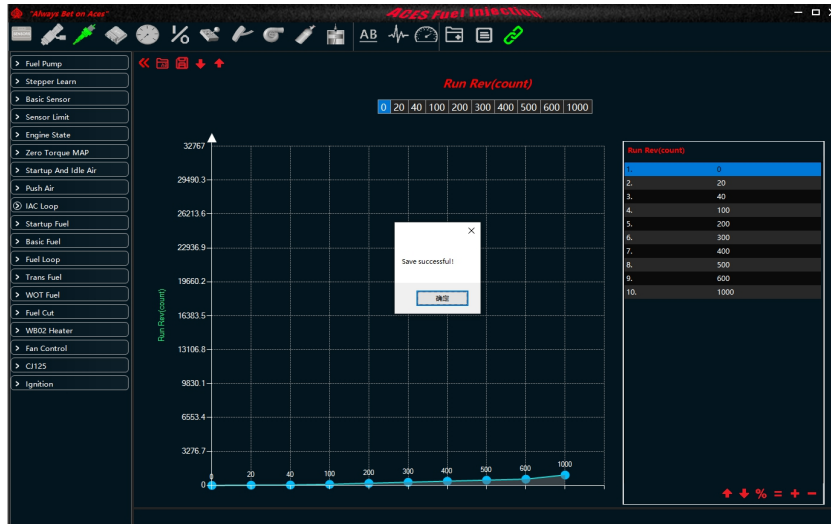 "Always Bet on Aces"
ACES Fuel Injection
AB
Fuel Pump
Stepper Learn
Basic Sensor
Sensor Limit
Engine State
Zero Torque MAP
Startup And Idle Air
Push Air
IAC Loop
Startup Fuel
Basic Fuel
Fuel Loop
Trans Fuel
WOT Fuel
Fuel Cut
WB02 Heater
Fan Control
CJ125
Ignition
Run Rev(count)
0 20 40 100 200 300 400 500 600 1000
32767
29490.3
26213.6
22936.9
19660.2
16383.5
13106.8
9830.1
6553.4
3276.7
0
Run Rev(count)
0 20 40 100 200 300 400 500 600 1000
Save successful!
确定
Run Rev(count)
1. 0
2. 20
3. 40
4. 100
5. 200
6. 300
7. 400
8. 500
9. 600
10. 1000
% = + -